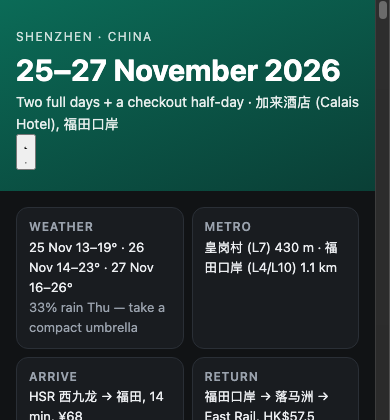 SHENZHEN · CHINA
25–27 November 2026
Two full days + a checkout half-day · 加来酒店 (Calais
Hotel), 福田口岸
WEATHER
25 Nov 13–19° · 26
Nov 14–23° · 27 Nov
16–26°
33% rain Thu — take a
compact umbrella
METRO
皇岗村 (L7) 430 m · 福
田口岸 (L4/L10) 1.1 km
ARRIVE
HSR 西九龙 → 福田, 14
min, ¥68
RETURN
福田口岸 → 落马洲 →
East Rail, HK$57.5